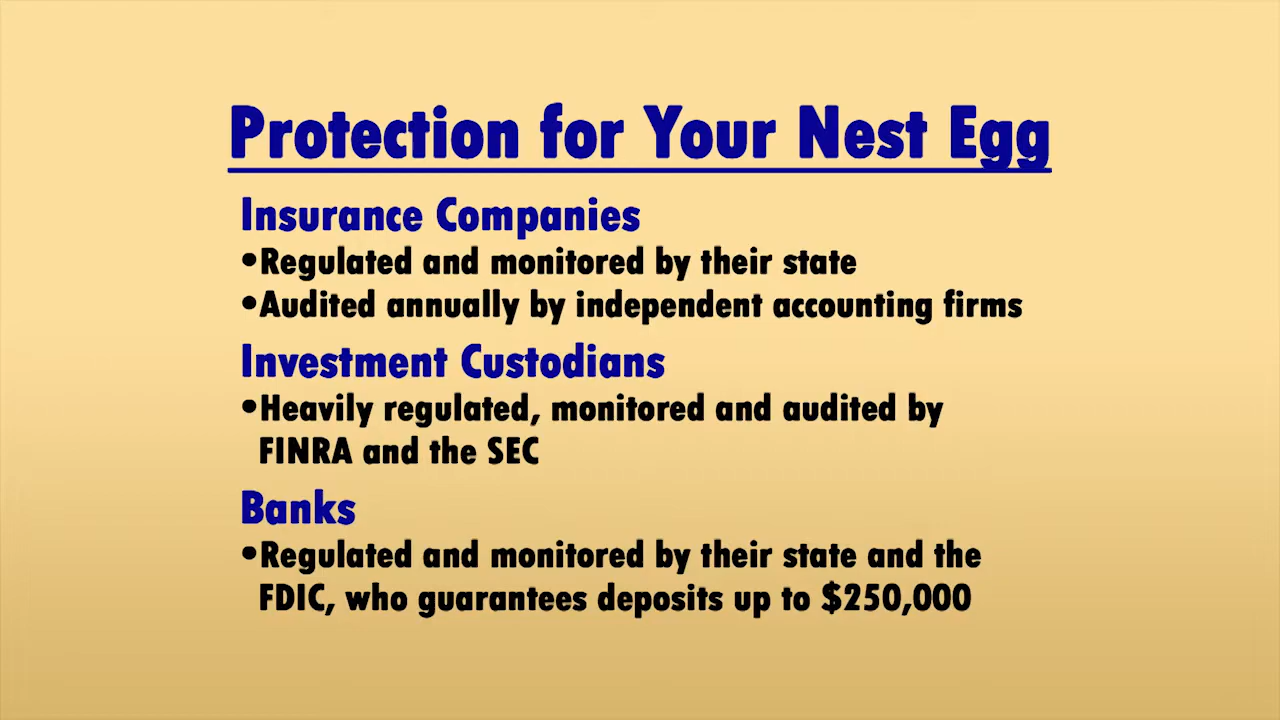 Protection for Your Nest Egg
Insurance Companies
•Regulated and monitored by their state
•Audited annually by independent accounting firms
Investment Custodians
•Heavily regulated, monitored and audited by
FINRA and the SEC
Banks
•Regulated and monitored by their state and the
FDIC, who guarantees deposits up to $250,000